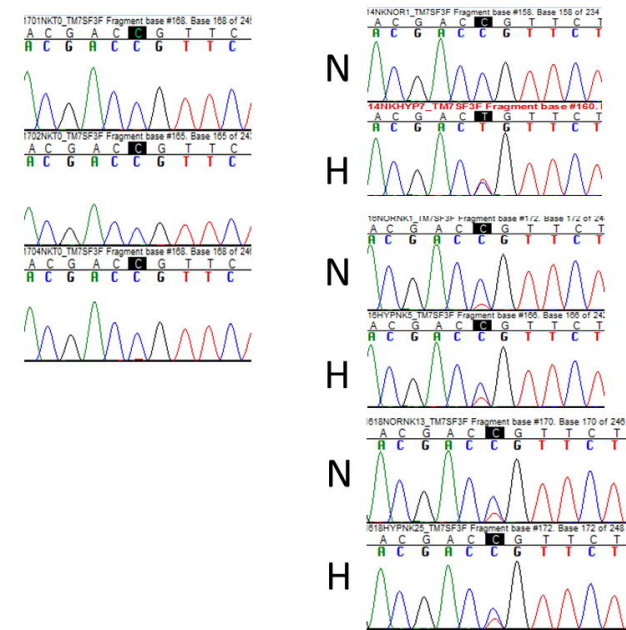 1701NKT0_TM7SF3F Fragment base #168. Base 168 of 24
A C G A C C G T T C
A C G A C C G T T C
1702NKT0_TM7SF3F Fragment base #165. Base 165 of 24
A C G A C C G T T C
A C G A C C G T T C
1704NKT0_TM7SF3F Fragment base #168. Base 168 of 240
A C G A C C G T T C
A C G A C C G T T C
N
14NKNOR1_TM7SF3F Fragment base #158. Base 158 of 234
A C G A C C G T T C T
A C G A C C G T T C T
H
14NKHYP7_TM7SF3F Fragment base #160.
A C G A C T G T T C T
A C G A C T G T T C T
N
16NORNK1_TM7SF3F Fragment base #172. Base 172 of 24
A C G A C C G T T C T
A C G A C C G T T C T
H
16HYPNK5_TM7SF3F Fragment base #166. Base 166 of 24
A C G A C C G T T C T
A C G A C C G T T C T
N
1618NORNK13_TM7SF3F Fragment base #170. Base 170 of 246
A C G A C C G T T C T
A C G A C C G T T C T
H
1618HYPNK25_TM7SF3F Fragment base #172. Base 172 of 248
A C G A C C G T T C T
A C G A C C G T T C T